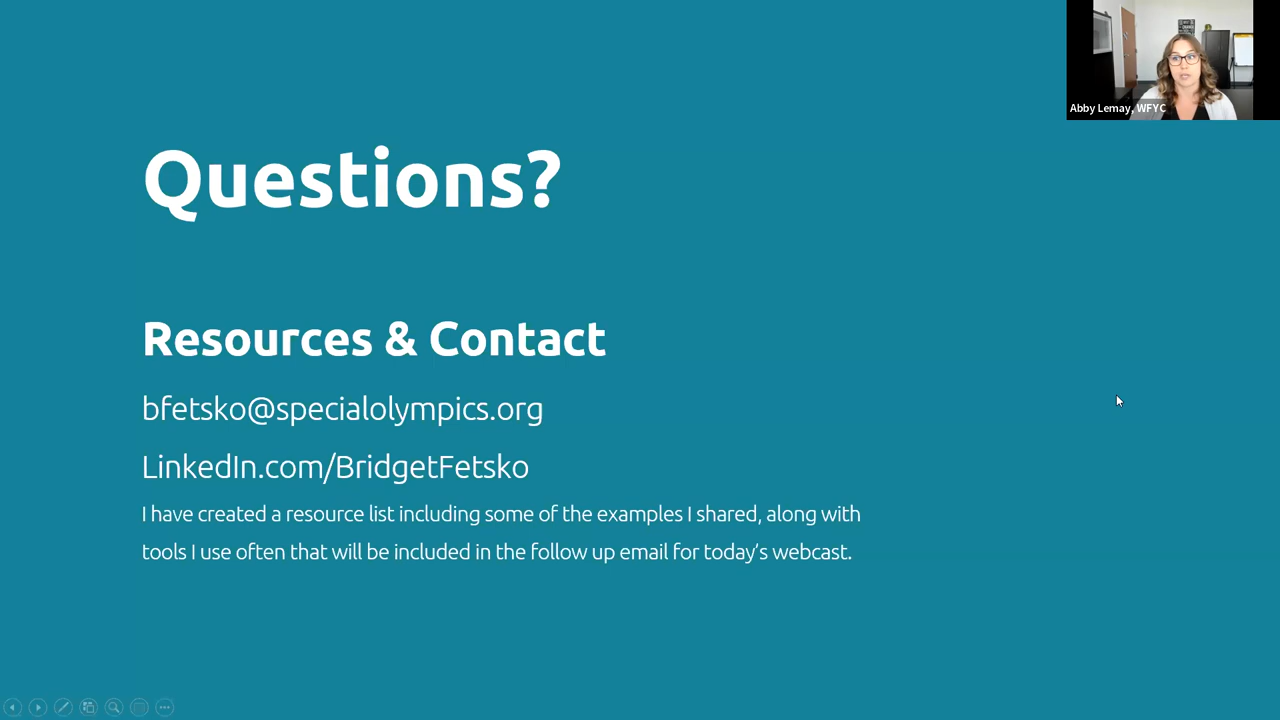 Abby Lemay, WFYC
Questions?
Resources & Contact
bfetsko@specialolympics.org
LinkedIn.com/BridgetFetsko
I have created a resource list including some of the examples I shared, along with
tools I use often that will be included in the follow up email for today’s webcast.